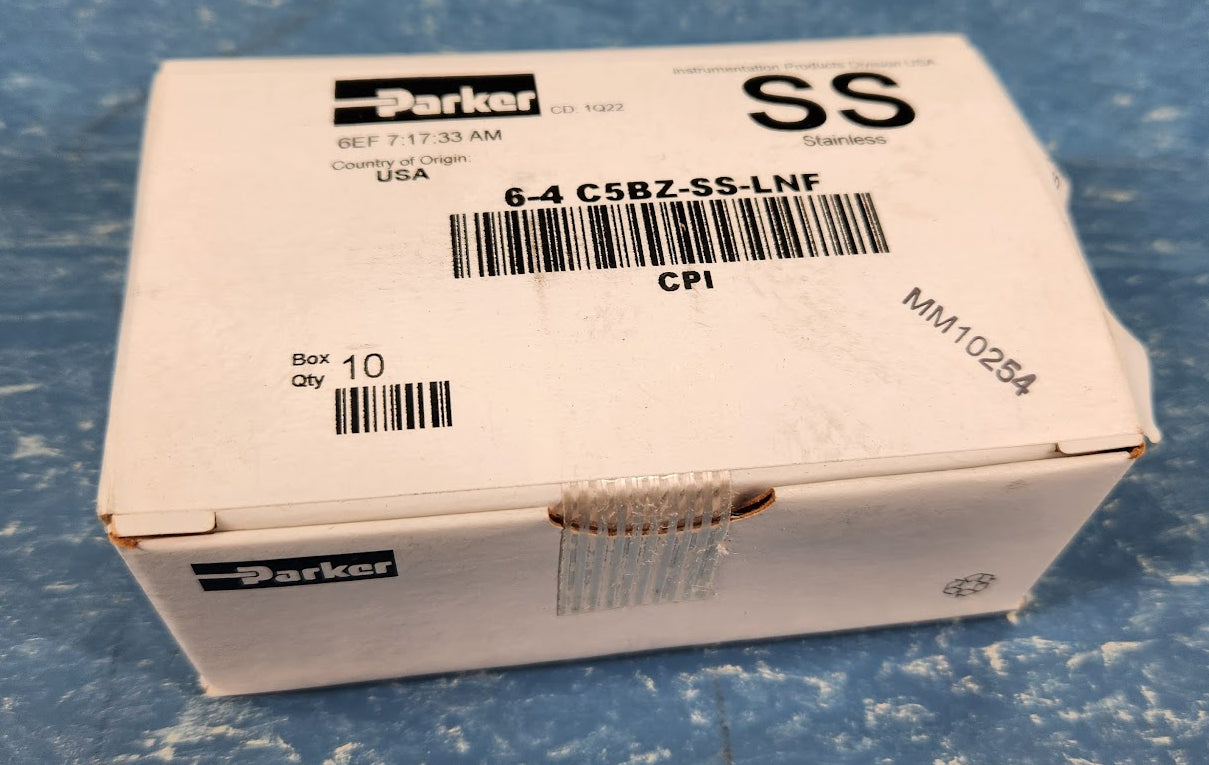 Instrumentation Products Division USA
Parker
CD: 1Q22
SS
Stainless
6EF 7:17:33 AM
Country of Origin:
USA
6-4 C5BZ-SS-LNF
CPI
MM10254
Box
Qty
10
Parker